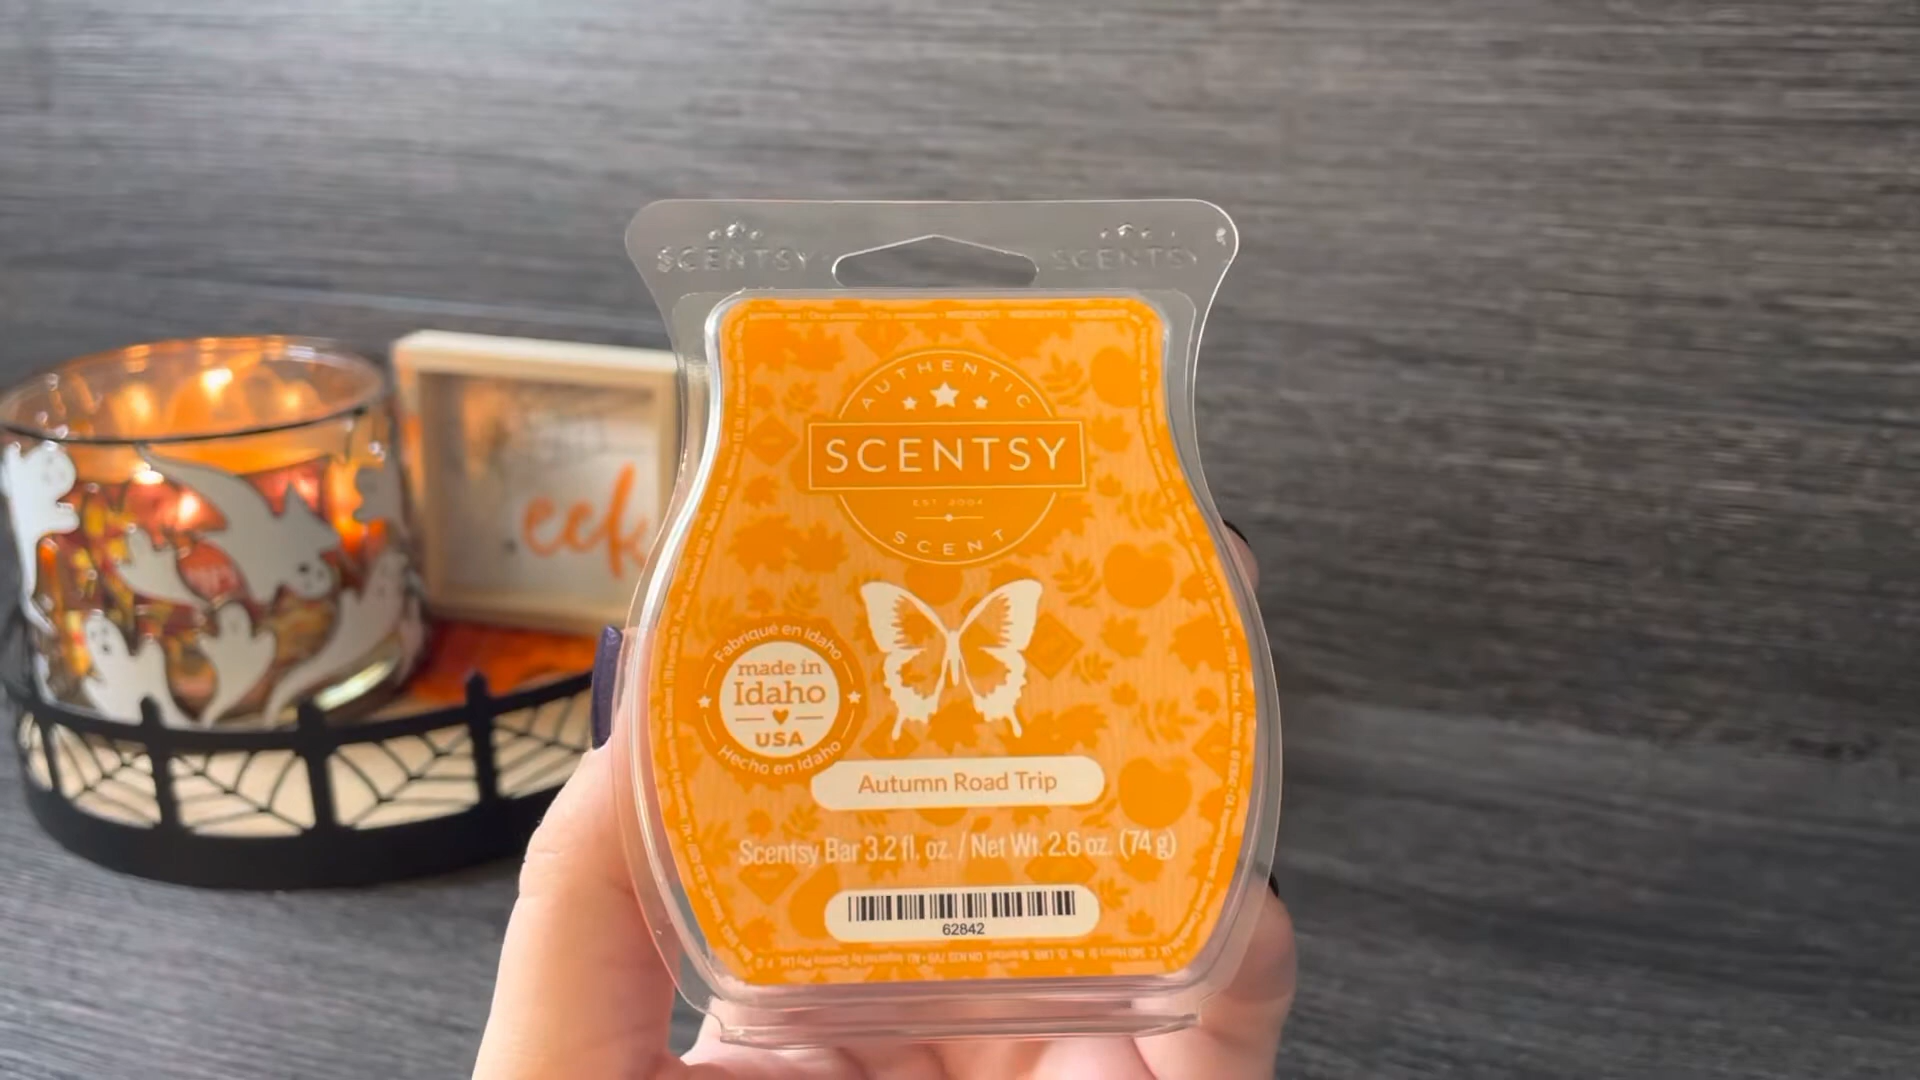 SCENTSY
SCENTSY
AUTHENTIC
SCENTSY
EST. 2004
SCENT
Fabriqué en Idaho
made in
Idaho
USA
Hecho en Idaho
Autumn Road Trip
Scentsy Bar 3.2 fl. oz. / Net Wt. 2.6 oz. (74 g)
62842
eek